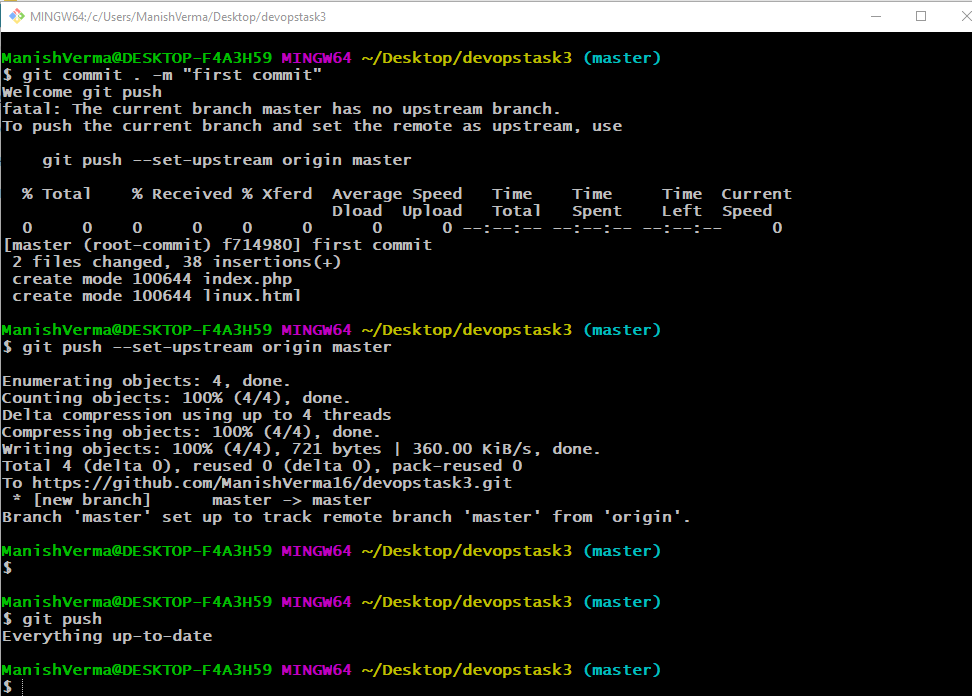 MINGW64:/c/Users/ManishVerma/Desktop/devopstask3
ManishVerma@DESKTOP-F4A3H59 MINGW64 ~/Desktop/devopstask3 (master)
$ git commit . -m "first commit"
Welcome git push
fatal: The current branch master has no upstream branch.
To push the current branch and set the remote as upstream, use
    git push --set-upstream origin master
  % Total    % Received % Xferd  Average Speed   Time    Time     Time  Current
                                 Dload  Upload   Total   Spent    Left  Speed
  0     0    0     0    0     0      0      0 --:--:-- --:--:-- --:--:--     0
[master (root-commit) f714980] first commit
 2 files changed, 38 insertions(+)
 create mode 100644 index.php
 create mode 100644 linux.html
ManishVerma@DESKTOP-F4A3H59 MINGW64 ~/Desktop/devopstask3 (master)
$ git push --set-upstream origin master
Enumerating objects: 4, done.
Counting objects: 100% (4/4), done.
Delta compression using up to 4 threads
Compressing objects: 100% (4/4), done.
Writing objects: 100% (4/4), 721 bytes | 360.00 KiB/s, done.
Total 4 (delta 0), reused 0 (delta 0), pack-reused 0
To https://github.com/ManishVerma16/devopstask3.git
 * [new branch]      master -> master
Branch 'master' set up to track remote branch 'master' from 'origin'.
ManishVerma@DESKTOP-F4A3H59 MINGW64 ~/Desktop/devopstask3 (master)
$
ManishVerma@DESKTOP-F4A3H59 MINGW64 ~/Desktop/devopstask3 (master)
$ git push
Everything up-to-date
ManishVerma@DESKTOP-F4A3H59 MINGW64 ~/Desktop/devopstask3 (master)
$